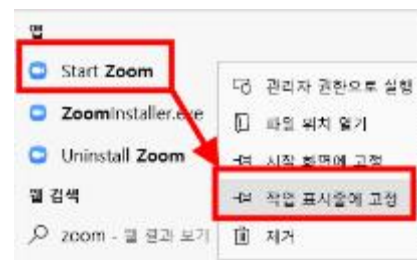 앱
Start Zoom
ZoomInstaller.exe
Uninstall Zoom
웹 검색
zoom - 웹 결과 보기
관리자 권한으로 실행
파일 위치 열기
시작 화면에 고정
작업 표시줄에 고정
제거